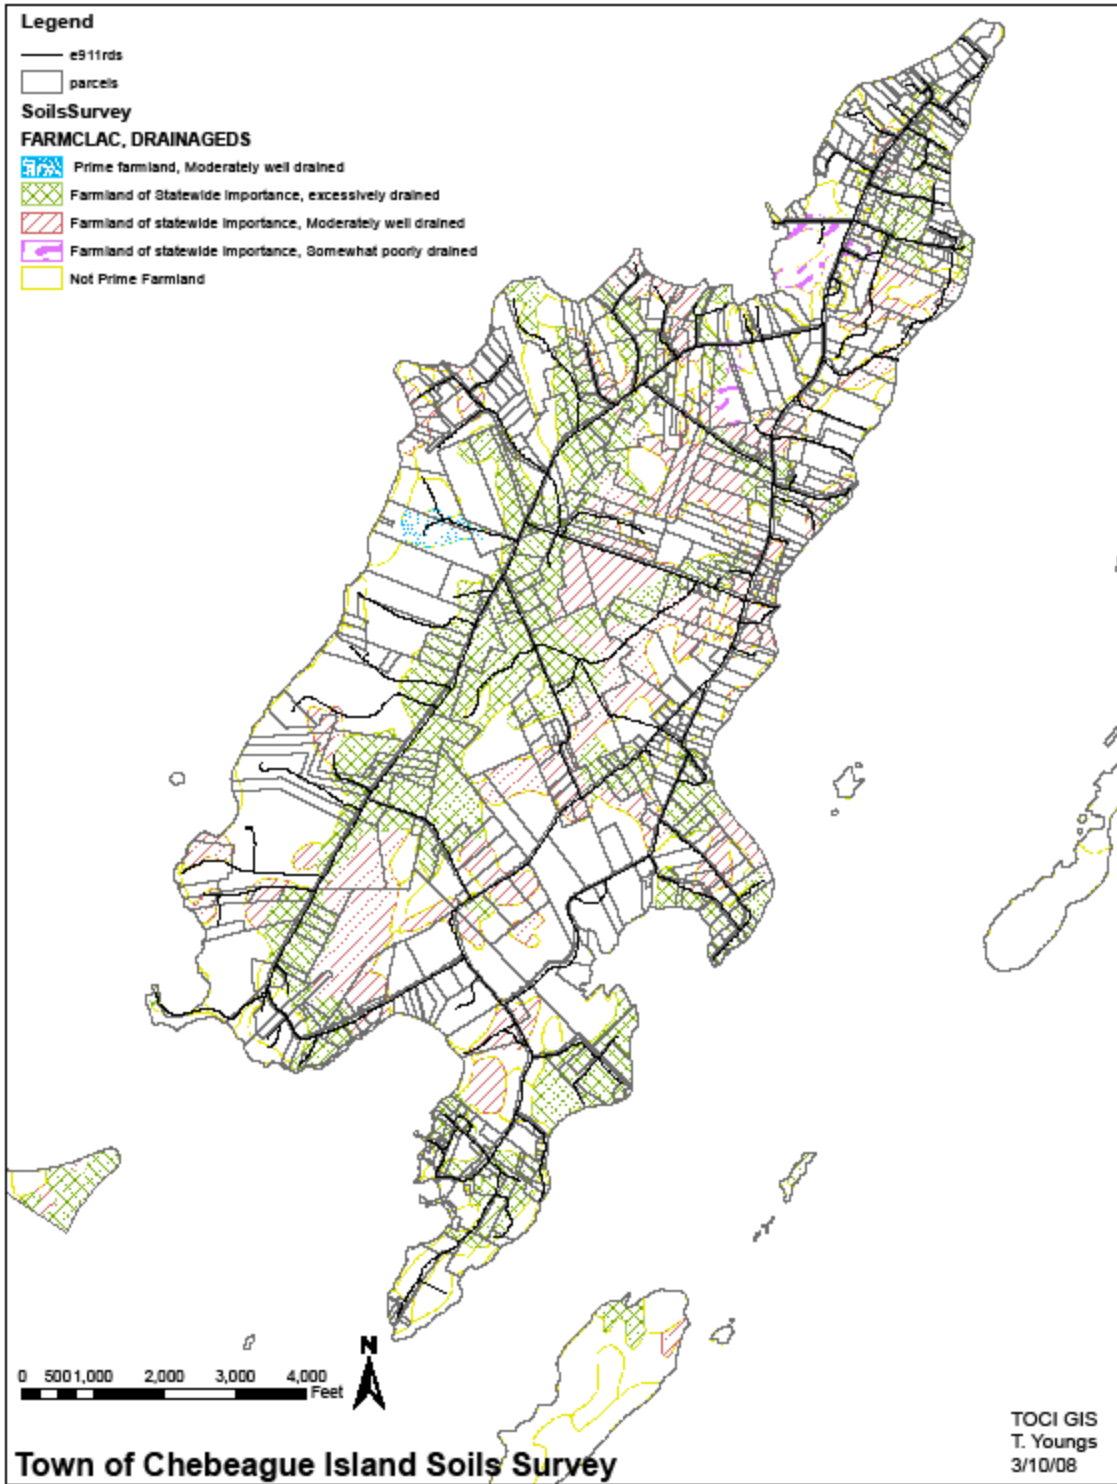 Legend
e911rds
parcels
SoilsSurvey
FARMCLAC, DRAINAGEDS
Prime farmland, Moderately well drained
Farmland of Statewide Importance, excessively drained
Farmland of statewide Importance, Moderately well drained
Farmland of statewide Importance, Somewhat poorly drained
Not Prime Farmland
N
0 500 1,000 2,000 3,000 4,000
Feet
TOCI GIS
T. Youngs
3/10/08
Town of Chebeague Island Soils Survey